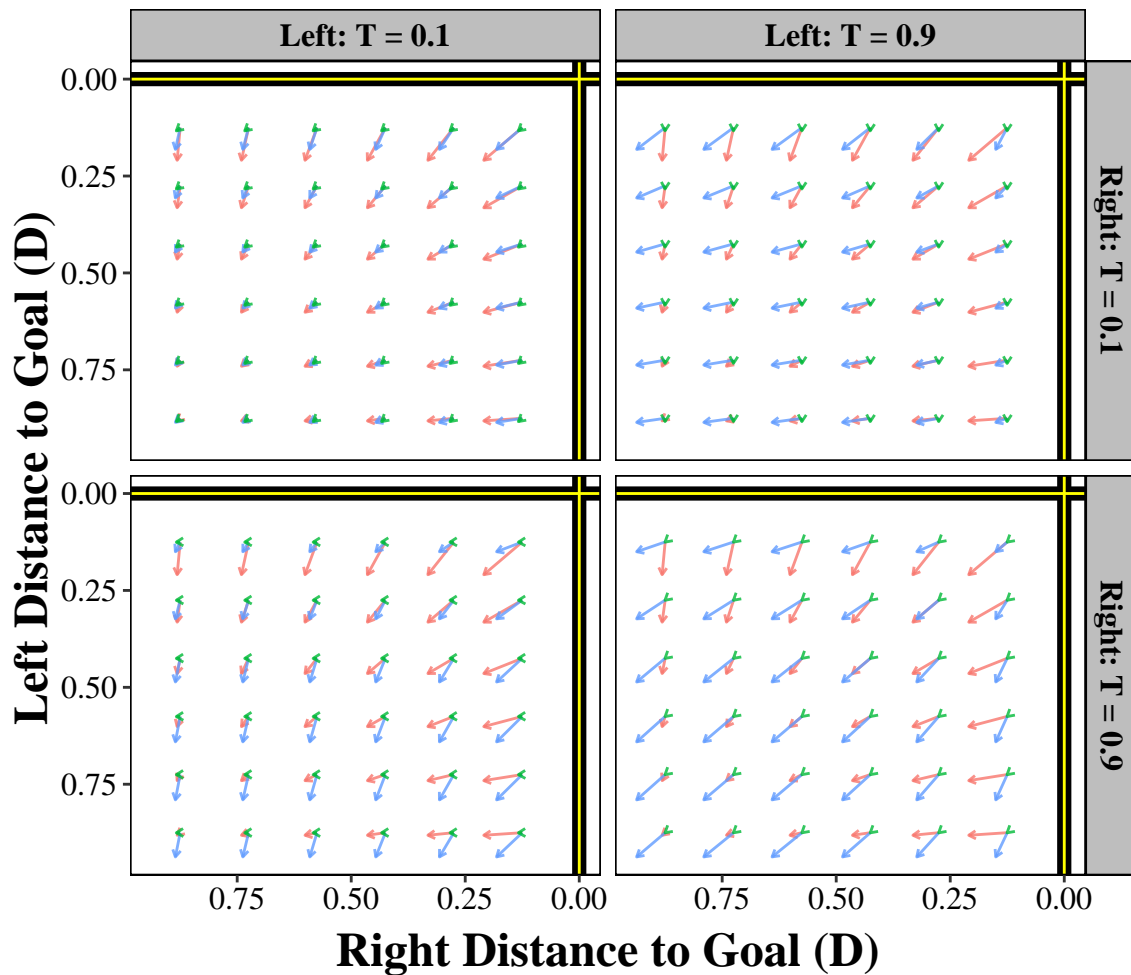 Left: T = 0.1
Left: T = 0.9
0.00
0.25
0.50
0.75
Right: T = 0.1
0.00
0.25
0.50
0.75
Right: T = 0.9
Left Distance to Goal (D)
0.75
0.50
0.25
0.00
0.75
0.50
0.25
0.00
Right Distance to Goal (D)